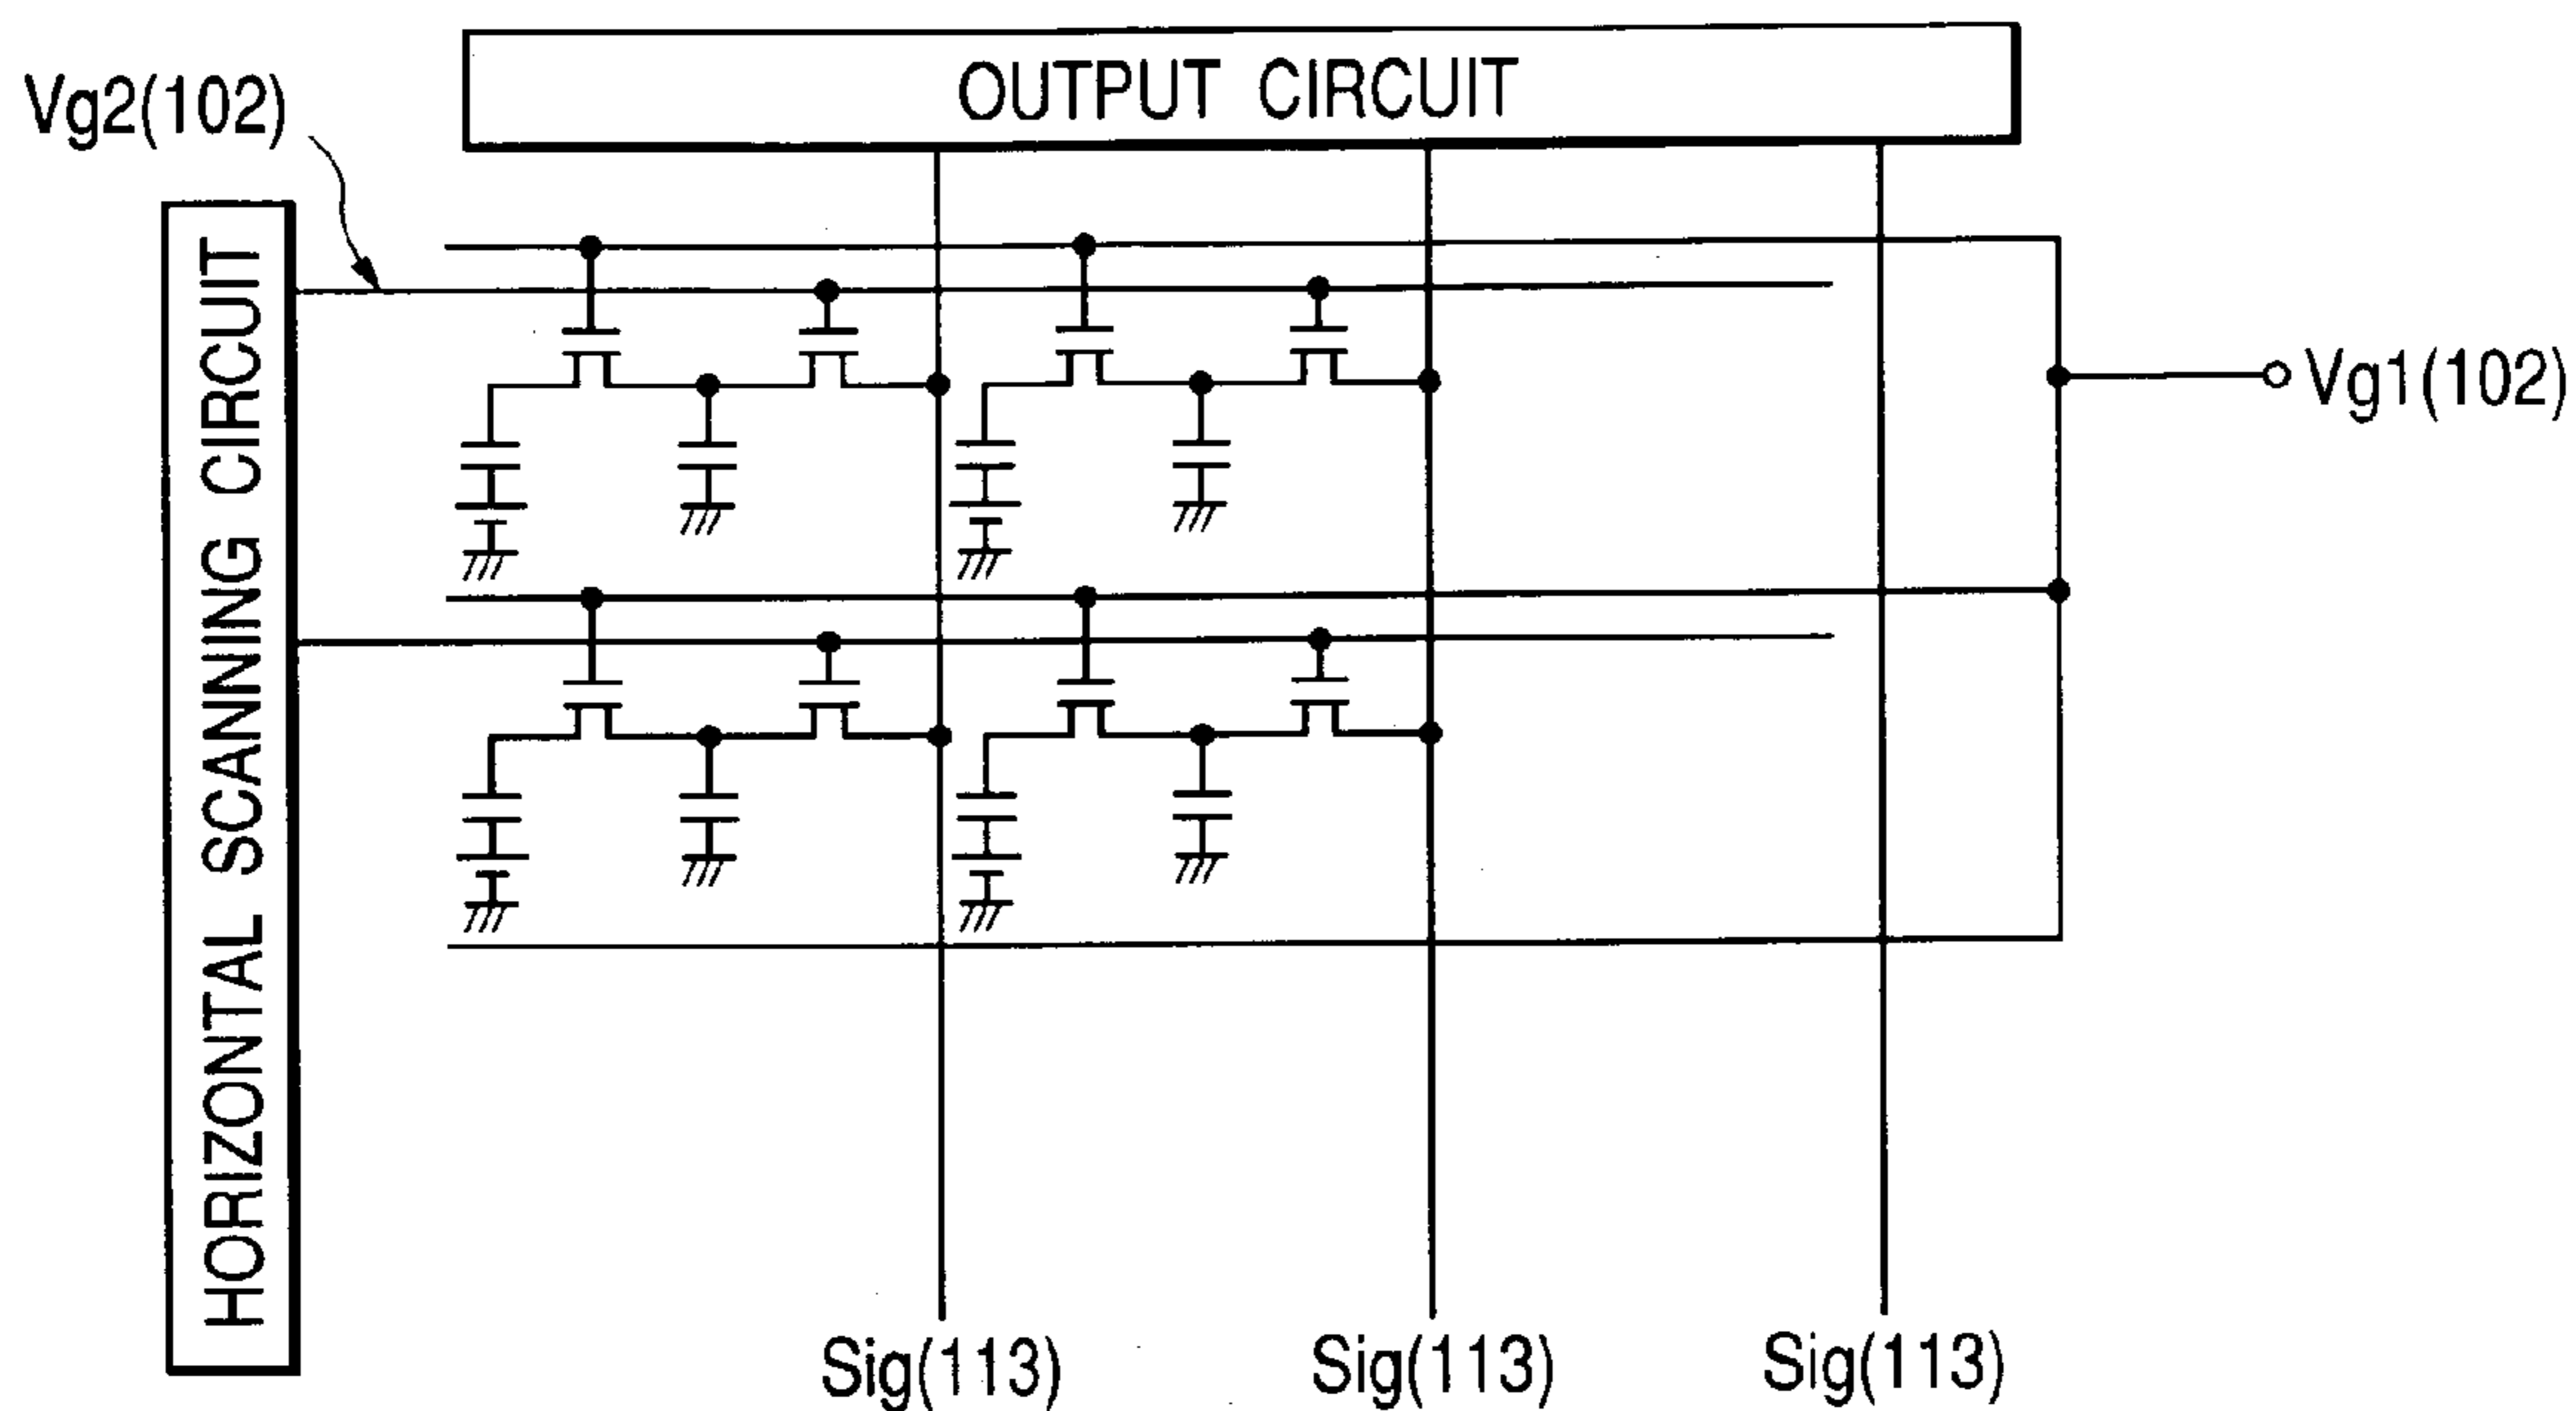 OUTPUT CIRCUIT
Vg2(102)
HORIZONTAL SCANNING CIRCUIT
Vg1(102)
Sig(113)
Sig(113)
Sig(113)